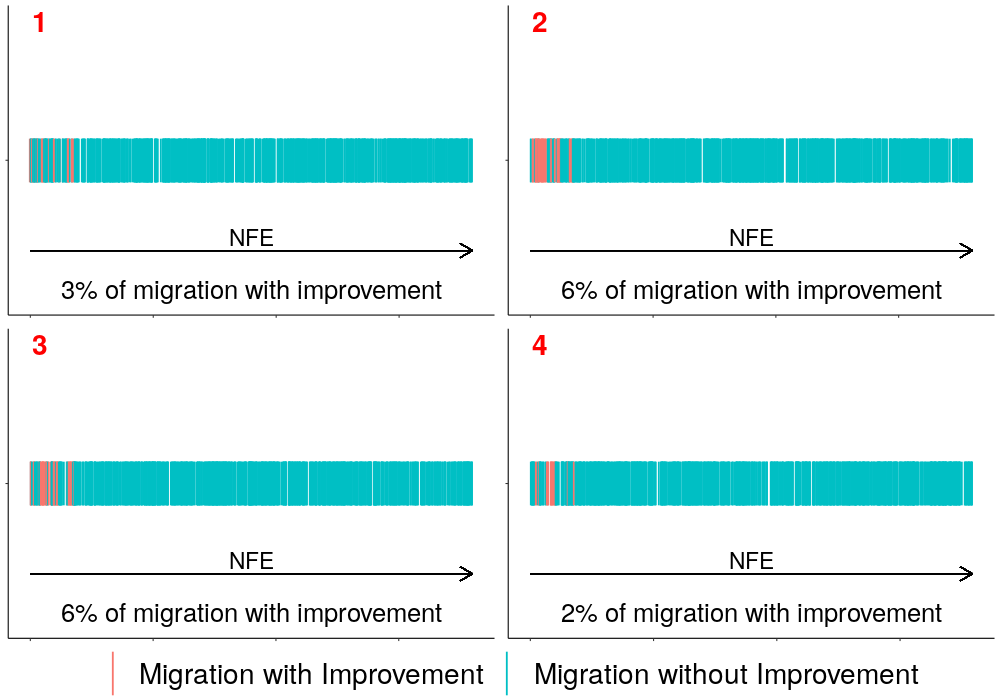 1
NFE
3% of migration with improvement
2
NFE
6% of migration with improvement
3
NFE
6% of migration with improvement
4
NFE
2% of migration with improvement
Migration with Improvement
Migration without Improvement